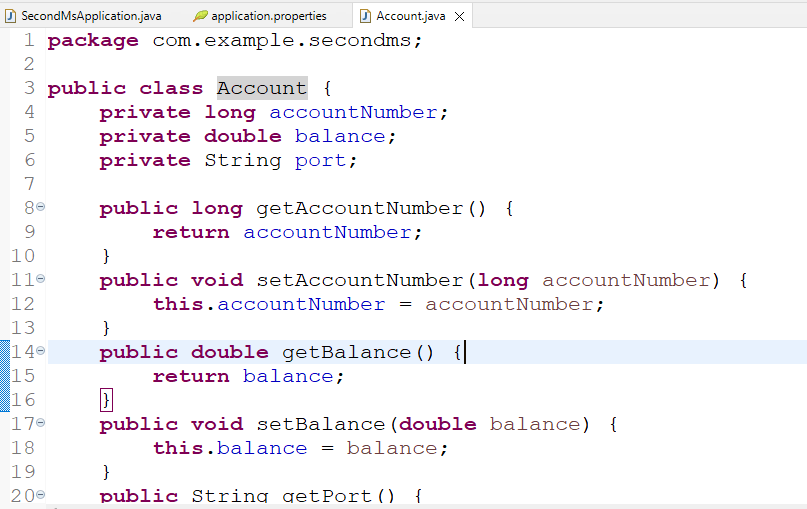 SecondMsApplication.java application.properties Account.java
1 package com.example.secondms;
2
3 public class Account {
4 private long accountNumber;
5 private double balance;
6 private String port;
7
8 public long getAccountNumber() {
9 return accountNumber;
10 }
11 public void setAccountNumber(long accountNumber) {
12 this.accountNumber = accountNumber;
13 }
14 public double getBalance() {
15 return balance;
16 }
17 public void setBalance(double balance) {
18 this.balance = balance;
19 }
20 public String getPort() {